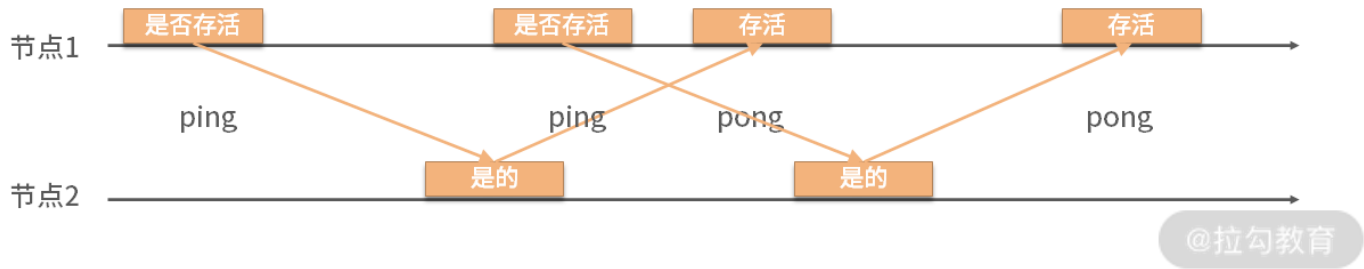 是否存活
是否存活
存活
存活
节点1
ping
ping
pong
pong
是的
是的
节点2
@拉勾教育